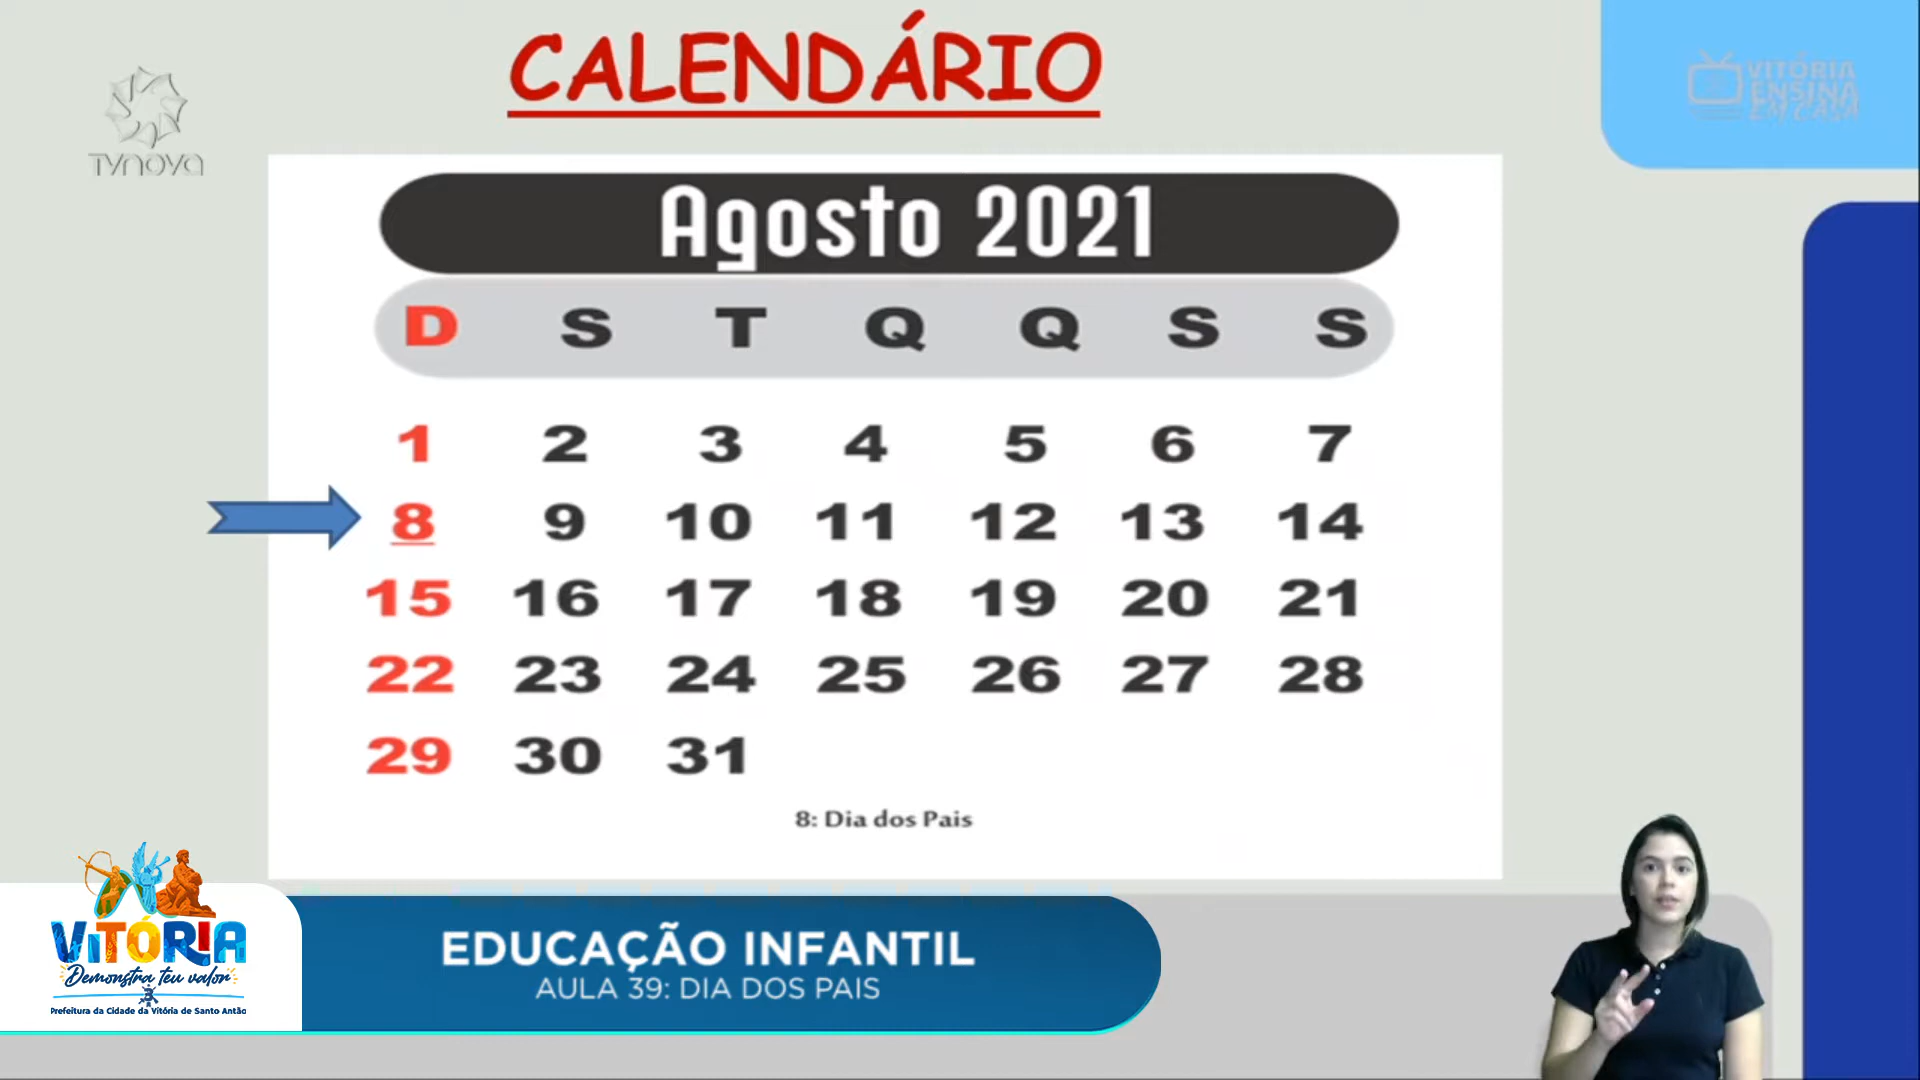 CALENDÁRIO
TVNOVA
VITÓRIA
ENSINA
EM CASA
Agosto 2021
D S T Q Q S S
1 2 3 4 5 6 7
8 9 10 11 12 13 14
15 16 17 18 19 20 21
22 23 24 25 26 27 28
29 30 31
8: Dia dos Pais
VITÓRIA
Demonstra teu valor
Prefeitura da Cidade da Vitória de Santo Antão
EDUCAÇÃO INFANTIL
AULA 39: DIA DOS PAIS